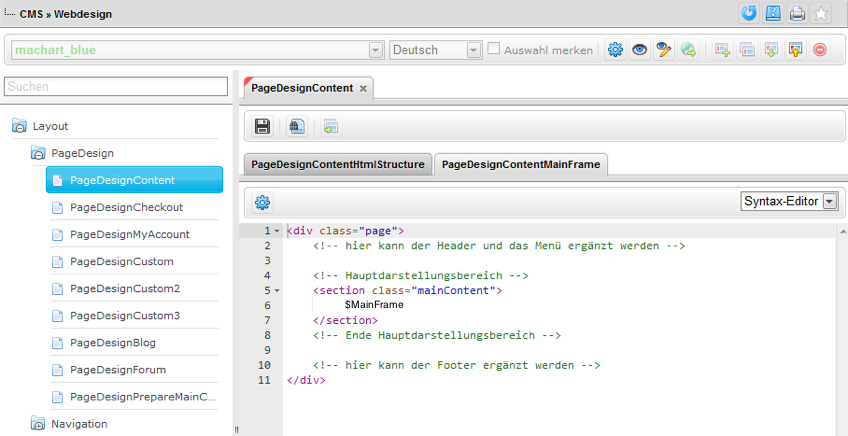 CMS » Webdesign
machart_blue
Deutsch
Auswahl merken
Suchen
Layout
PageDesign
PageDesignContent
PageDesignCheckout
PageDesignMyAccount
PageDesignCustom
PageDesignCustom2
PageDesignCustom3
PageDesignBlog
PageDesignForum
PageDesignPrepareMainC...
Navigation
PageDesignContent
PageDesignContentHtmlStructure PageDesignContentMainFrame
Syntax-Editor
1 <div class="page">
2 <!-- hier kann der Header und das Menü ergänzt werden -->
3
4 <!-- Hauptdarstellungsbereich -->
5 <section class="mainContent">
6 $MainFrame
7 </section>
8 <!-- Ende Hauptdarstellungsbereich -->
9
10 <!-- hier kann der Footer ergänzt werden -->
11 </div>